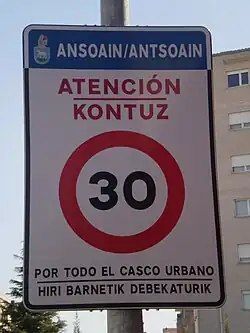 ANSOAIN/ANTSOAIN
ATENCIÓN
KONTUZ
30
POR TODO EL CASCO URBANO
HIRI BARNETIK DEBEKATURIK